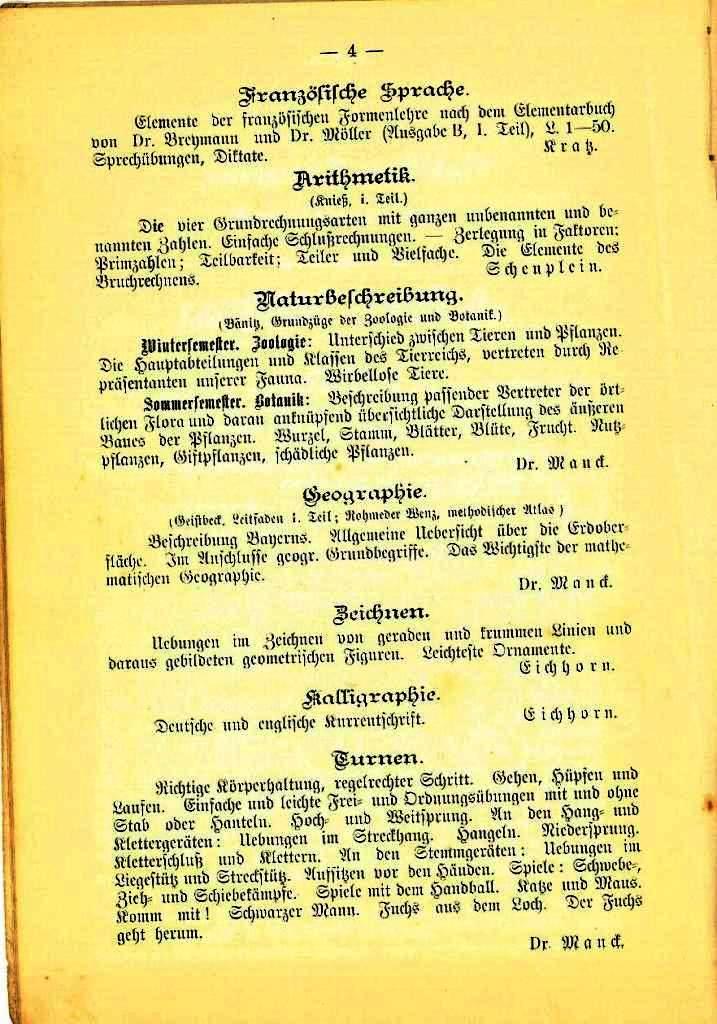 — 4 —
Französische Sprache.
Elemente der französischen Formenlehre nach dem Elementarbuch
von Dr. Breymann und Dr. Möller (Ausgabe B, 1. Teil), L. 1—50.
Sprechübungen, Diktate. Kratz.
Arithmetik.
(Knieß, i. Teil.)
Die vier Grundrechnungsarten mit ganzen unbenannten und be-
nannten Zahlen. Einfache Schlußrechnungen. — Zerlegung in Faktoren;
Primzahlen; Teilbarkeit; Teiler und Vielfache. Die Elemente des
Bruchrechnens. Scheuplein.
Naturbeschreibung.
(Bänitz, Grundzüge der Zoologie und Botanik.)
Wintersemester. Zoologie: Unterschied zwischen Tieren und Pflanzen.
Die Hauptabteilungen und Klassen des Tierreichs, vertreten durch Re-
präsentanten unserer Fauna. Wirbellose Tiere.
Sommersemester. Botanik: Beschreibung passender Vertreter der ört-
lichen Flora und daran anknüpfend übersichtliche Darstellung des äußeren
Baues der Pflanzen. Wurzel, Stamm, Blätter, Blüte, Frucht. Nutz-
pflanzen, Giftpflanzen, schädliche Pflanzen.
Dr. Manck.
Geographie.
(Geistbeck, Leitfaden i. Teil; Rohmeder Wenz, methodischer Atlas)
Beschreibung Bayerns. Allgemeine Uebersicht über die Erdober-
fläche. Im Anschlusse geogr. Grundbegriffe. Das Wichtigste der mathe-
matischen Geographie.
Dr. Manck.
Zeichnen.
Uebungen im Zeichnen von geraden und krummen Linien und
daraus gebildeten geometrischen Figuren. Leichteste Ornamente.
Eichhorn.
Kalligraphie.
Deutsche und englische Kurrentschrift. Eichhorn.
Turnen.
Richtige Körperhaltung, regelrechter Schritt. Gehen, Hüpfen und
Laufen. Einfache und leichte Frei- und Ordnungsübungen mit und ohne
Stab oder Hanteln. Hoch- und Weitsprung. An den Hang- und
Klettergeräten: Uebungen im Streckhang. Hangeln. Niedersprung.
Kletterschluß und Klettern. An den Stemmgeräten: Uebungen im
Liegestütz und Streckstütz. Aufsitzen vor den Händen. Spiele: Schwebe-,
Zieh- und Schiebekämpfe. Spiele mit dem Handball. Katze und Maus.
Komm mit! Schwarzer Mann. Fuchs aus dem Loch. Der Fuchs
geht herum.
Dr. Manck.